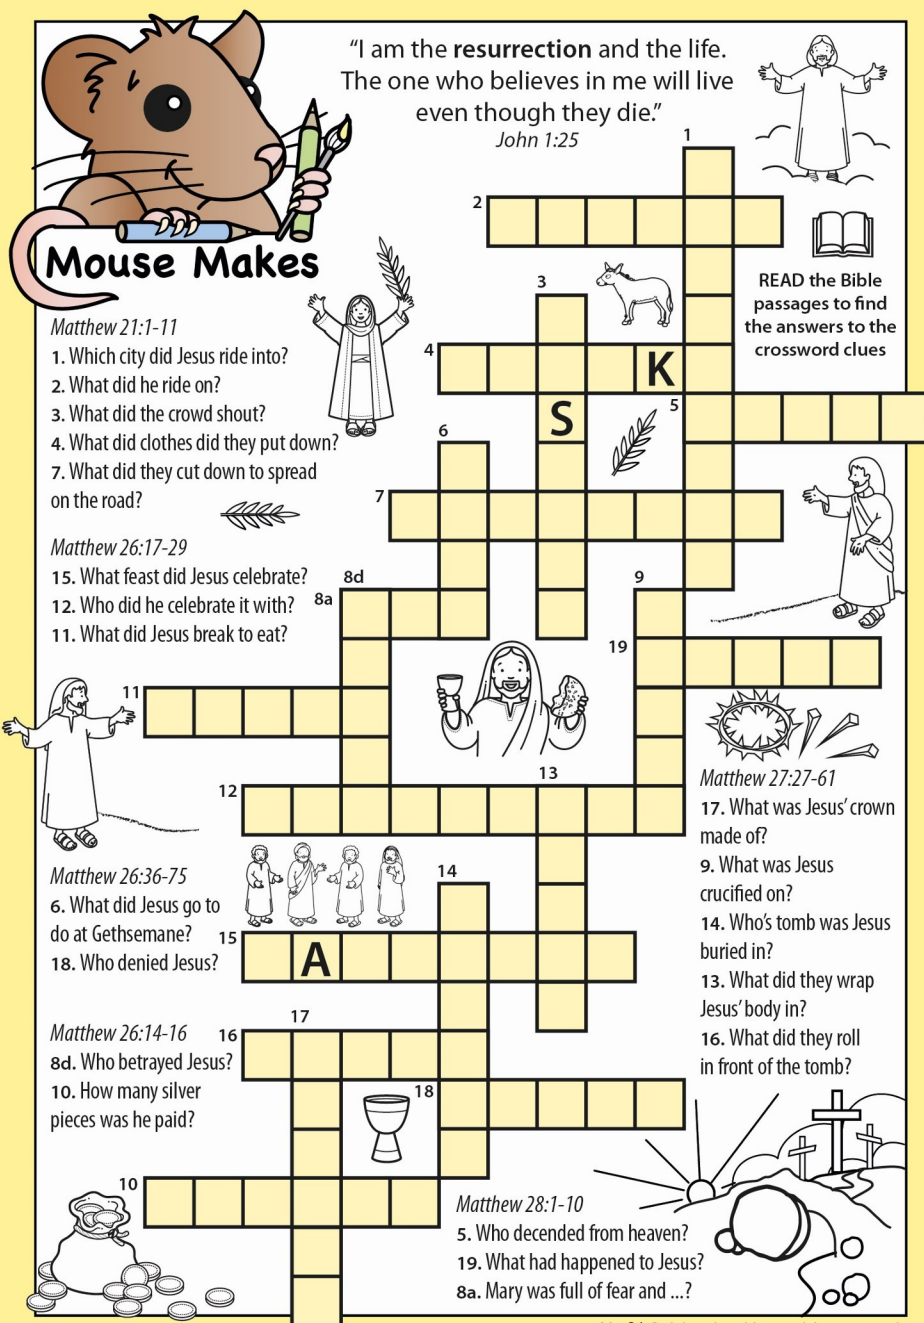 “I am the resurrection and the life.
The one who believes in me will live
even though they die.”
John 1:25
Mouse Makes
READ the Bible
passages to find
the answers to the
crossword clues
Matthew 21:1-11
1. Which city did Jesus ride into?
2. What did he ride on?
3. What did the crowd shout?
4. What did clothes did they put down?
7. What did they cut down to spread
on the road?
Matthew 26:17-29
15. What feast did Jesus celebrate?
12. Who did he celebrate it with?
11. What did Jesus break to eat?
Matthew 26:36-75
6. What did Jesus go to
do at Gethsemane?
18. Who denied Jesus?
Matthew 26:14-16
8d. Who betrayed Jesus?
10. How many silver
pieces was he paid?
Matthew 27:27-61
17. What was Jesus’ crown
made of?
9. What was Jesus
crucified on?
14. Who’s tomb was Jesus
buried in?
13. What did they wrap
Jesus’ body in?
16. What did they roll
in front of the tomb?
Matthew 28:1-10
5. Who decended from heaven?
19. What had happened to Jesus?
8a. Mary was full of fear and ...?
1
2
3
4
K
S
5
6
7
8d
8a
9
19
11
13
12
14
15
A
17
16
18
10